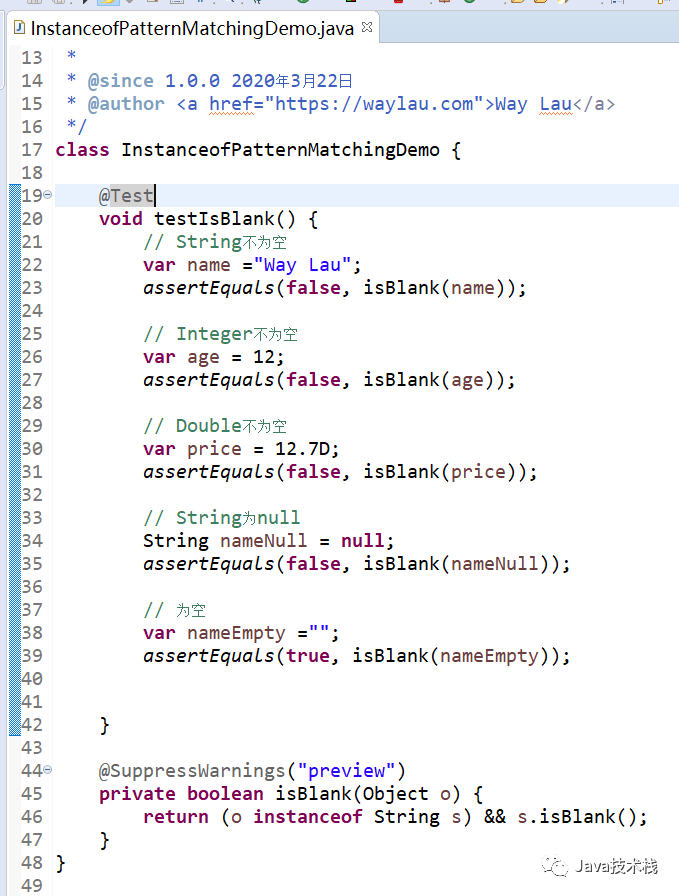 InstanceofPatternMatchingDemo.java
13 *
14 * @since 1.0.0 2020年3月22日
15 * @author <a href="https://waylau.com">Way Lau</a>
16 */
17 class InstanceofPatternMatchingDemo {
18
19 @Test
20 void testIsBlank() {
21 // String不为空
22 var name ="Way Lau";
23 assertEquals(false, isBlank(name));
24
25 // Integer不为空
26 var age = 12;
27 assertEquals(false, isBlank(age));
28
29 // Double不为空
30 var price = 12.7D;
31 assertEquals(false, isBlank(price));
32
33 // String为null
34 String nameNull = null;
35 assertEquals(false, isBlank(nameNull));
36
37 // 为空
38 var nameEmpty ="";
39 assertEquals(true, isBlank(nameEmpty));
40
41
42 }
43
44 @SuppressWarnings("preview")
45 private boolean isBlank(Object o) {
46 return (o instanceof String s) && s.isBlank();
47 }
48 }
49
Java技术栈